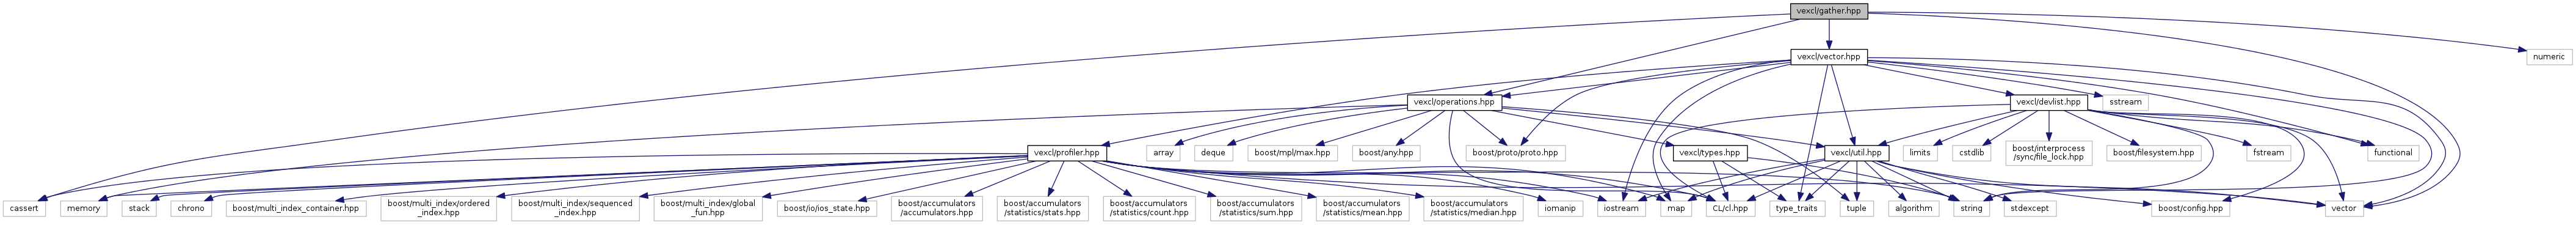 vexcl/gather.hpp
vexcl/vector.hpp
numeric
vexcl/operations.hpp
vexcl/devlist.hpp
sstream
vexcl/profiler.hpp
array
deque
boost/mpl/max.hpp
boost/any.hpp
boost/proto/proto.hpp
vexcl/types.hpp
vexcl/util.hpp
limits
cstdlib
boost/interprocess
/sync/file_lock.hpp
boost/filesystem.hpp
fstream
functional
cassert
memory
stack
chrono
boost/multi_index_container.hpp
boost/multi_index/ordered
_index.hpp
boost/multi_index/sequenced
_index.hpp
boost/multi_index/global
_fun.hpp
boost/io/ios_state.hpp
boost/accumulators
/accumulators.hpp
boost/accumulators
/statistics/stats.hpp
boost/accumulators
/statistics/count.hpp
boost/accumulators
/statistics/sum.hpp
boost/accumulators
/statistics/mean.hpp
boost/accumulators
/statistics/median.hpp
iomanip
iostream
map
CL/cl.hpp
type_traits
tuple
algorithm
string
stdexcept
boost/config.hpp
vector